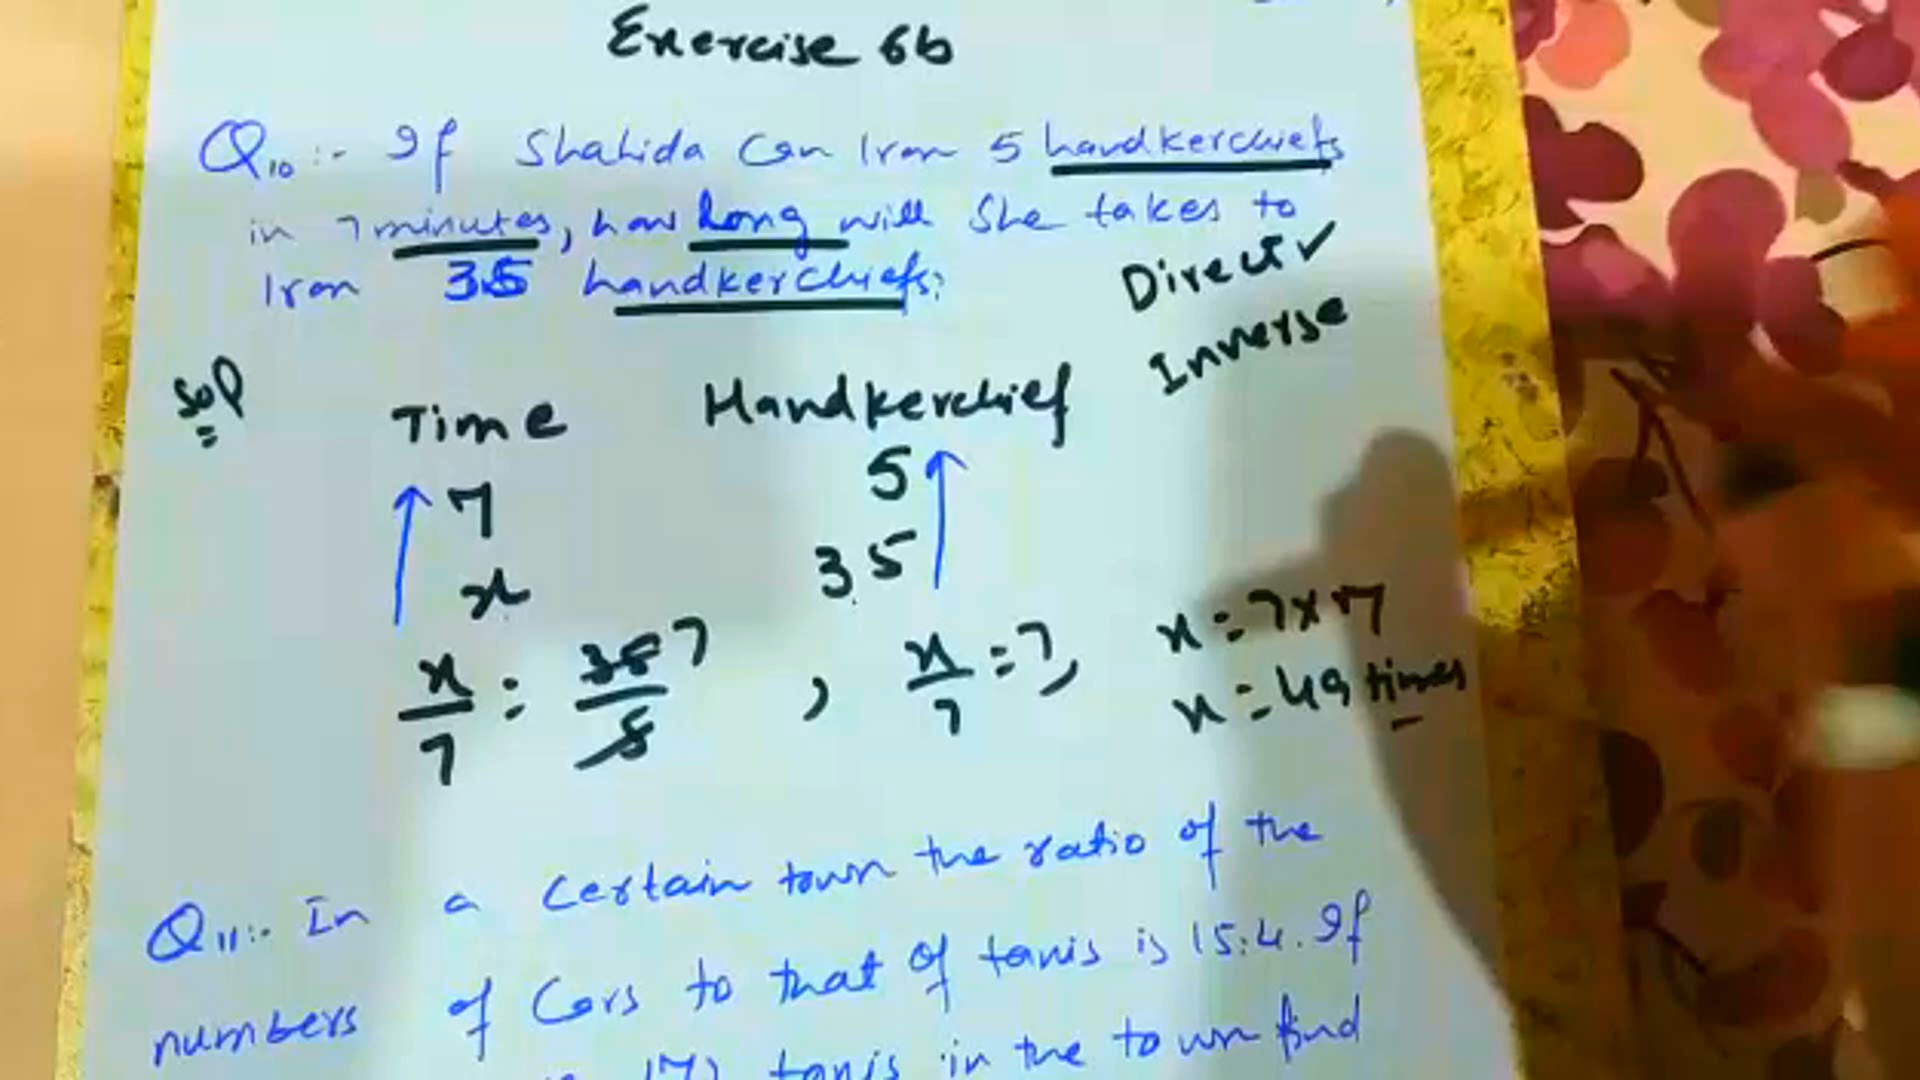 Exercise 6b
Q10:- If Shahida Can Iron 5 handkerchiefs
in 7 minutes, how long will She takes to
Iron 35 handkerchiefs?
Direct ✓
Inverse
Sol
Time Handkerchief
7 5
x 35
x/7 = 35/5 7 , x/7 = 7, x = 7×7
x = 49 times
Q11:- In a Certain town the ratio of the
numbers of Cars to that of taxis is 15:4. If
taxis in the town find